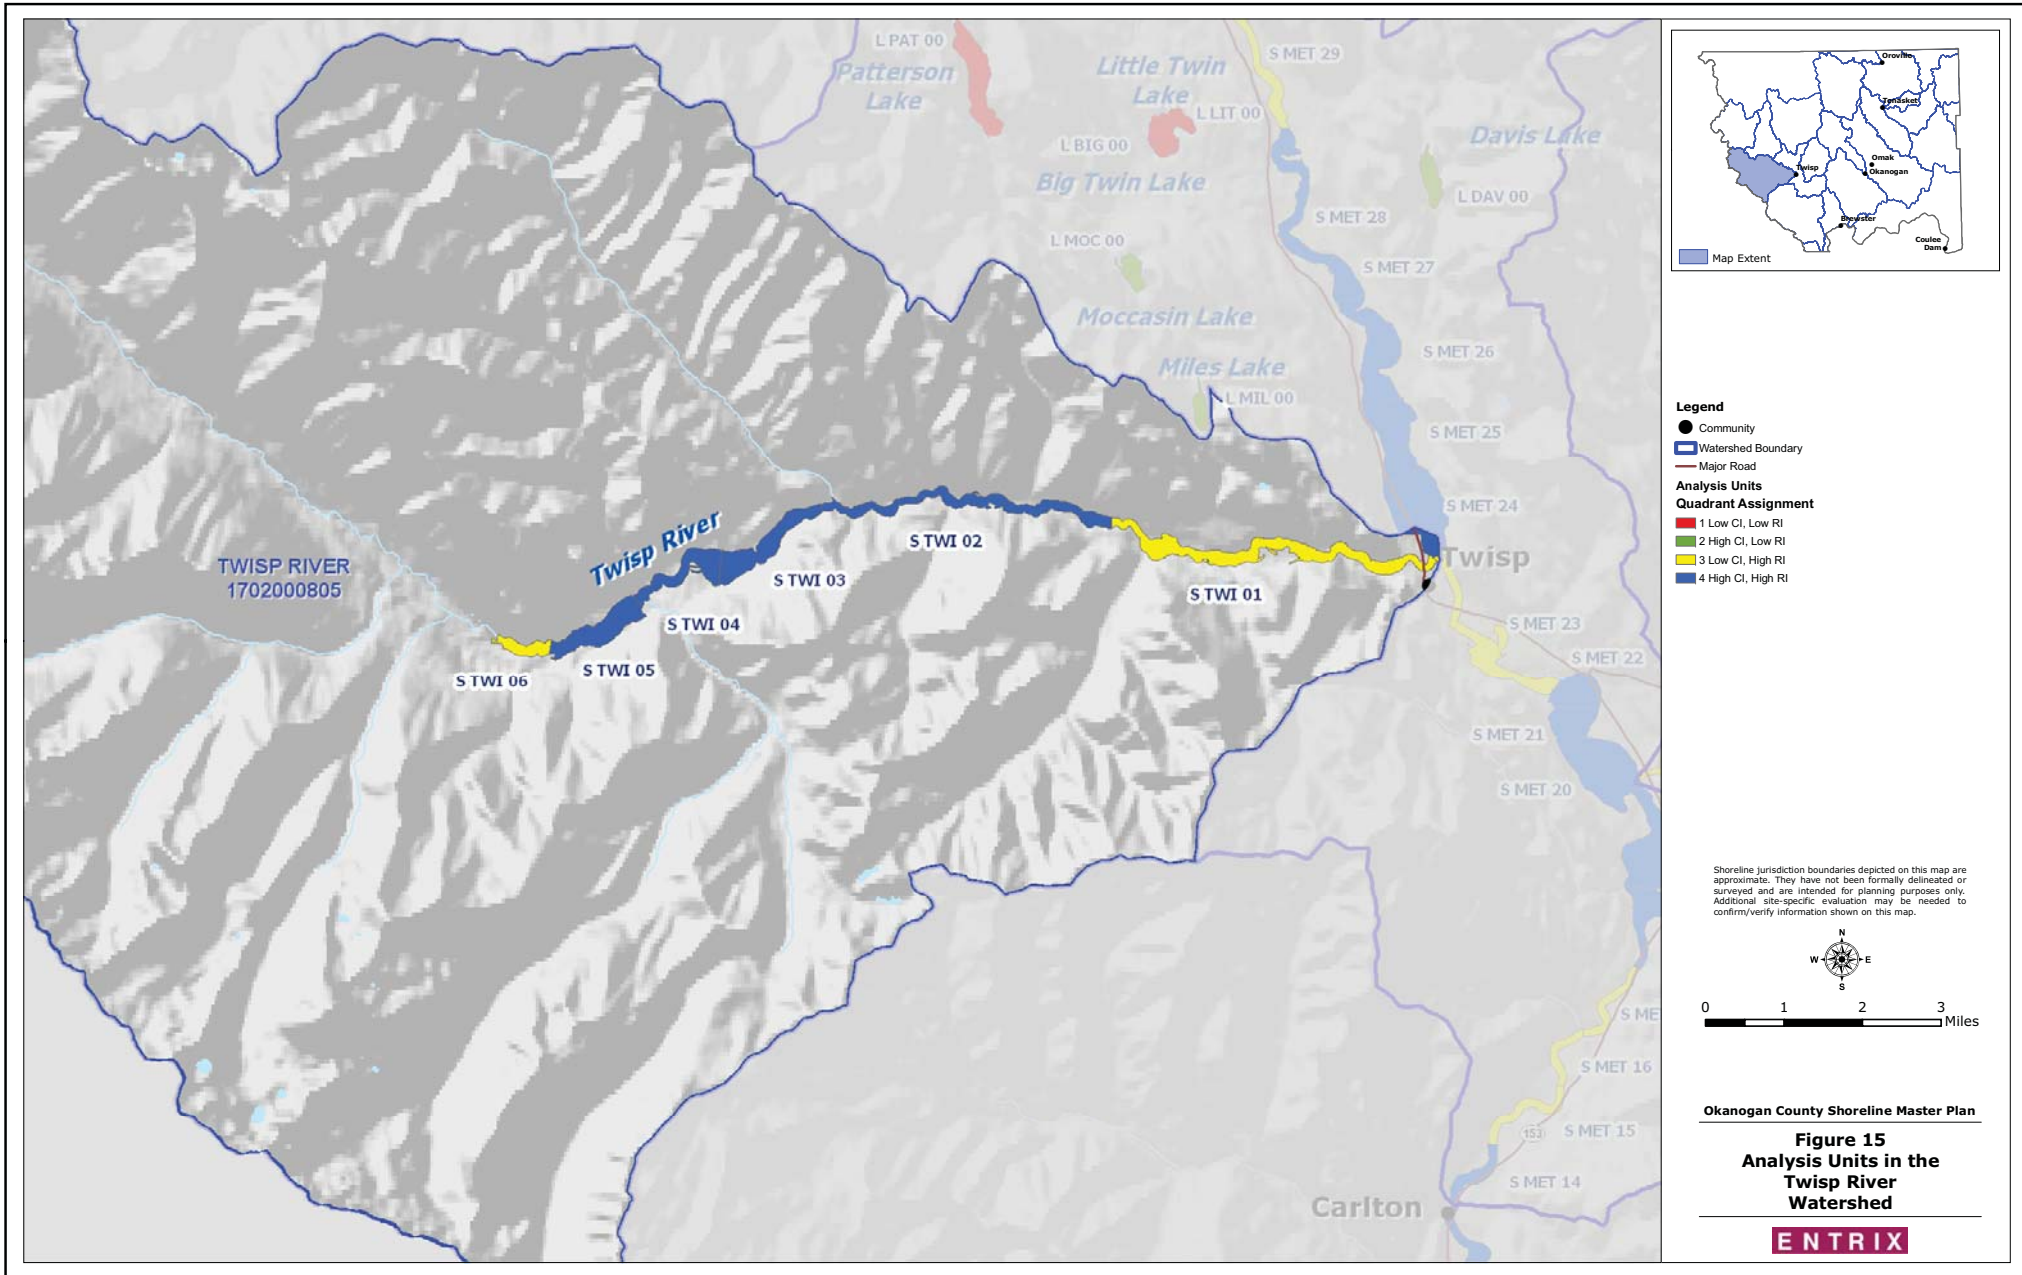 L PAT 00
Patterson
Lake
Little Twin
Lake
L LIT 00
S MET 29
L BIG 00
Big Twin Lake
Davis Lake
L DAV 00
S MET 28
L MOC 00
S MET 27
Moccasin Lake
Miles Lake
L MIL 00
S MET 26
S MET 25
S MET 24
Twisp
Twisp River
S TWI 02
S TWI 03
S TWI 01
TWISP RIVER
1702000805
S TWI 04
S TWI 05
S TWI 06
S MET 23
S MET 22
S MET 21
S MET 20
S ME
S MET 16
152
S MET 15
S MET 14
Carlton
Oroville
Tonasket
Omak
Okanogan
Twisp
Brewster
Coulee
Dam
Map Extent
Legend
Community
Watershed Boundary
Major Road
Analysis Units
Quadrant Assignment
1 Low CI, Low RI
2 High CI, Low RI
3 Low CI, High RI
4 High CI, High RI
Shoreline jurisdiction boundaries depicted on this map are
approximate. They have not been formally delineated or
surveyed and are intended for planning purposes only.
Additional site-specific evaluation may be needed to
confirm/verify information shown on this map.
N
W E
S
0 1 2 3
Miles
Okanogan County Shoreline Master Plan
Figure 15
Analysis Units in the
Twisp River
Watershed
ENTRIX